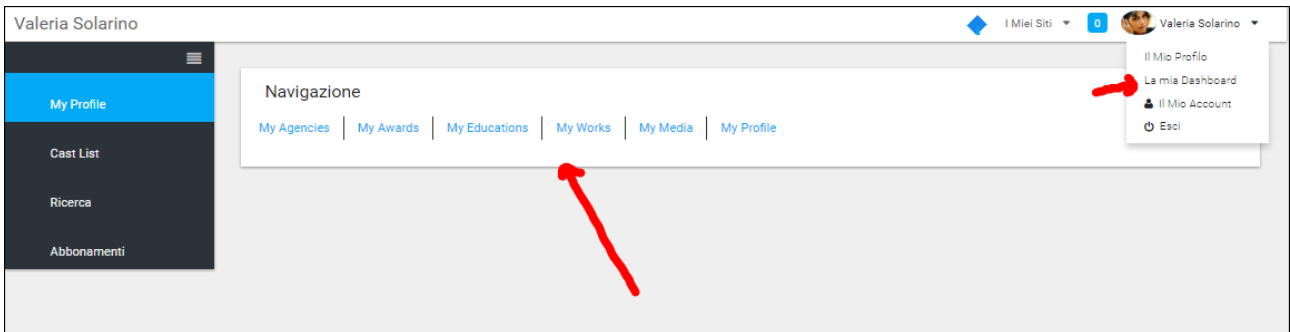 Valeria Solarino
I Miei Siti
0
Valeria Solarino
Il Mio Profilo
La mia Dashboard
Il Mio Account
Esci
My Profile
Cast List
Ricerca
Abbonamenti
Navigazione
My Agencies My Awards My Educations My Works My Media My Profile